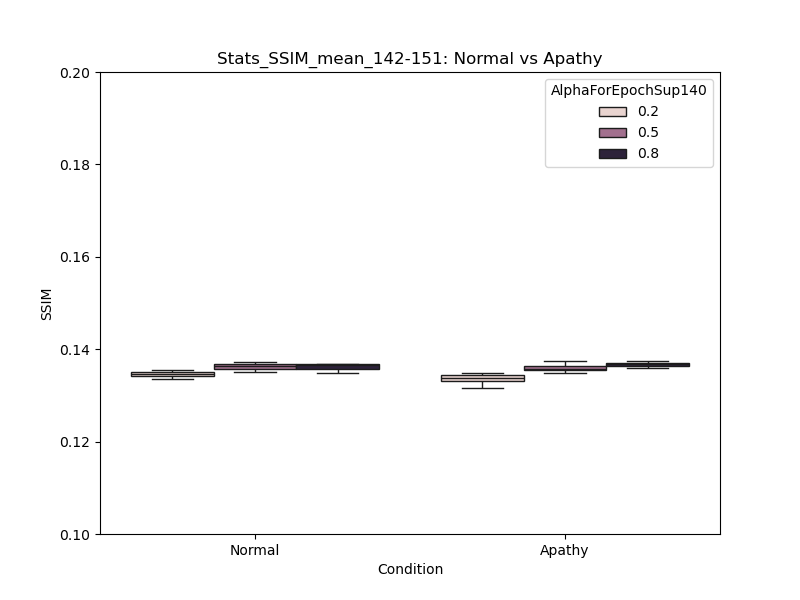 Stats_SSIM_mean_142-151: Normal vs Apathy
AlphaForEpochSup140
0.2
0.5
0.8
SSIM
0.20
0.18
0.16
0.14
0.12
0.10
Normal
Apathy
Condition